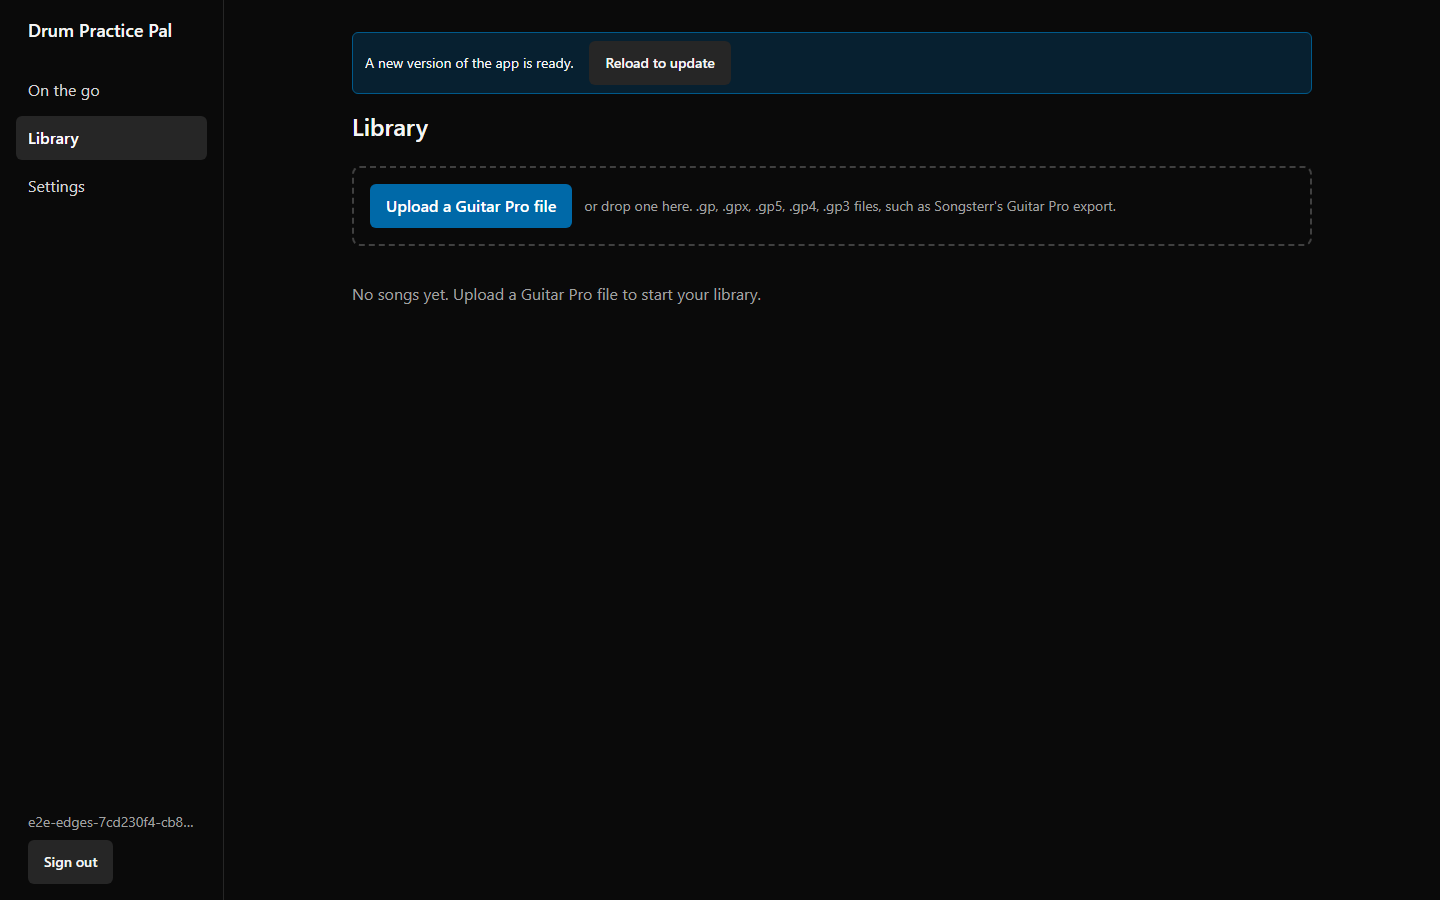 Drum Practice Pal
On the go
Library
Settings
A new version of the app is ready.
Reload to update
Library
Upload a Guitar Pro file
or drop one here. .gp, .gpx, .gp5, .gp4, .gp3 files, such as Songsterr's Guitar Pro export.
No songs yet. Upload a Guitar Pro file to start your library.
e2e-edges-7cd230f4-cb8...
Sign out